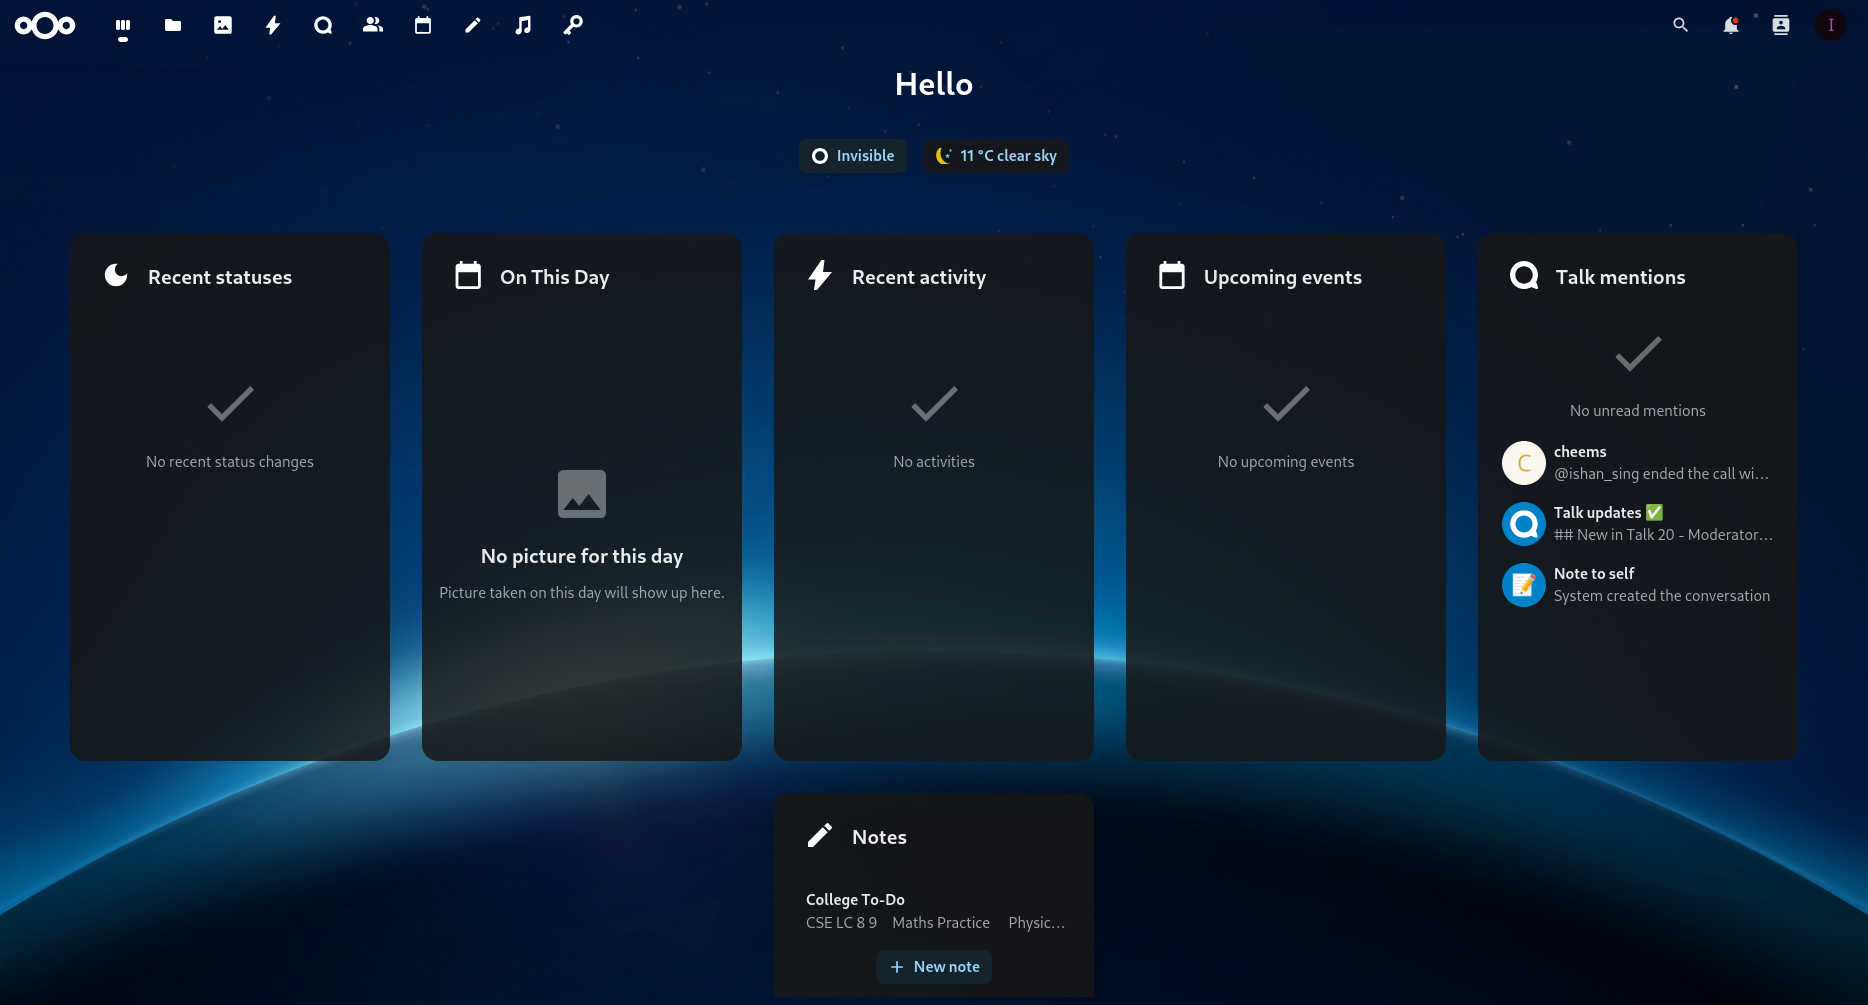 I
Hello
Invisible
11 °C clear sky
Recent statuses
No recent status changes
On This Day
No picture for this day
Picture taken on this day will show up here.
Recent activity
No activities
Upcoming events
No upcoming events
Talk mentions
No unread mentions
C
cheems
@ishan_sing ended the call wi…
Talk updates ✅
## New in Talk 20 - Moderator…
Note to self
System created the conversation
Notes
College To-Do
CSE LC 8 9 Maths Practice Physic…
+ New note